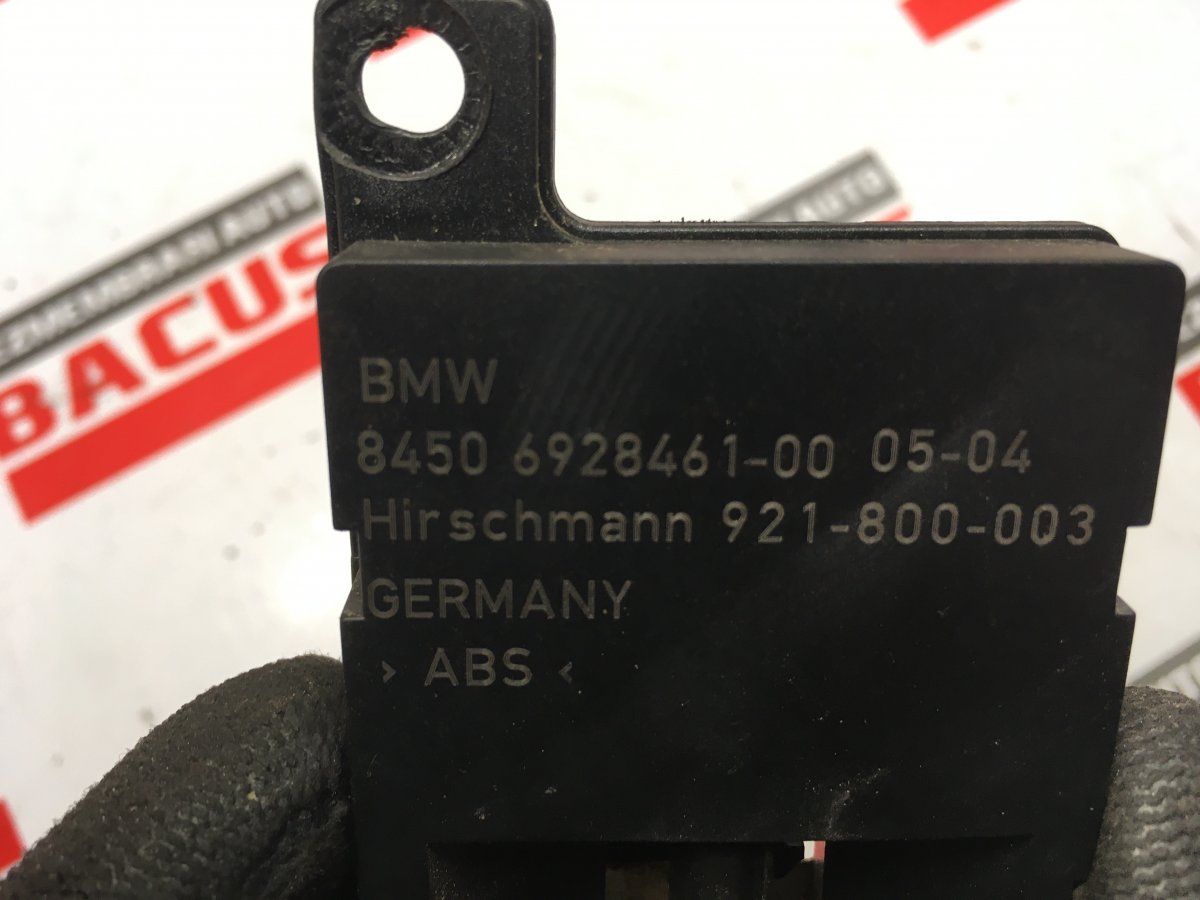 BMW
8450 6928461-00 05-04
Hirschmann 921-800-003
GERMANY
> ABS <
BACUS